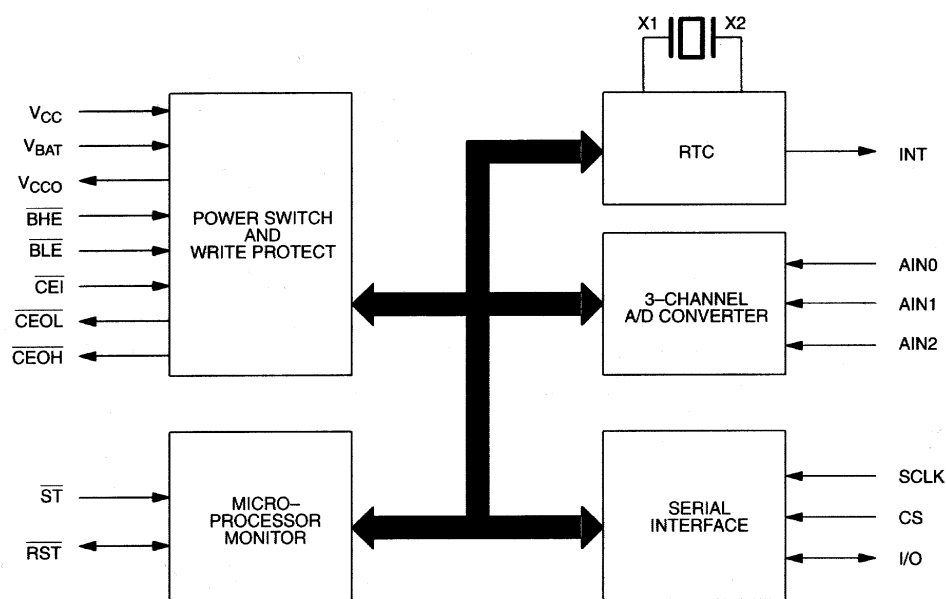 X1 X2
VCC
VBAT
VCCO
BHE
BLE
CEI
CEOL
CEOH
POWER SWITCH
AND
WRITE PROTECT
RTC
INT
3–CHANNEL
A/D CONVERTER
AIN0
AIN1
AIN2
ST
RST
MICRO–
PROCESSOR
MONITOR
SERIAL
INTERFACE
SCLK
CS
I/O